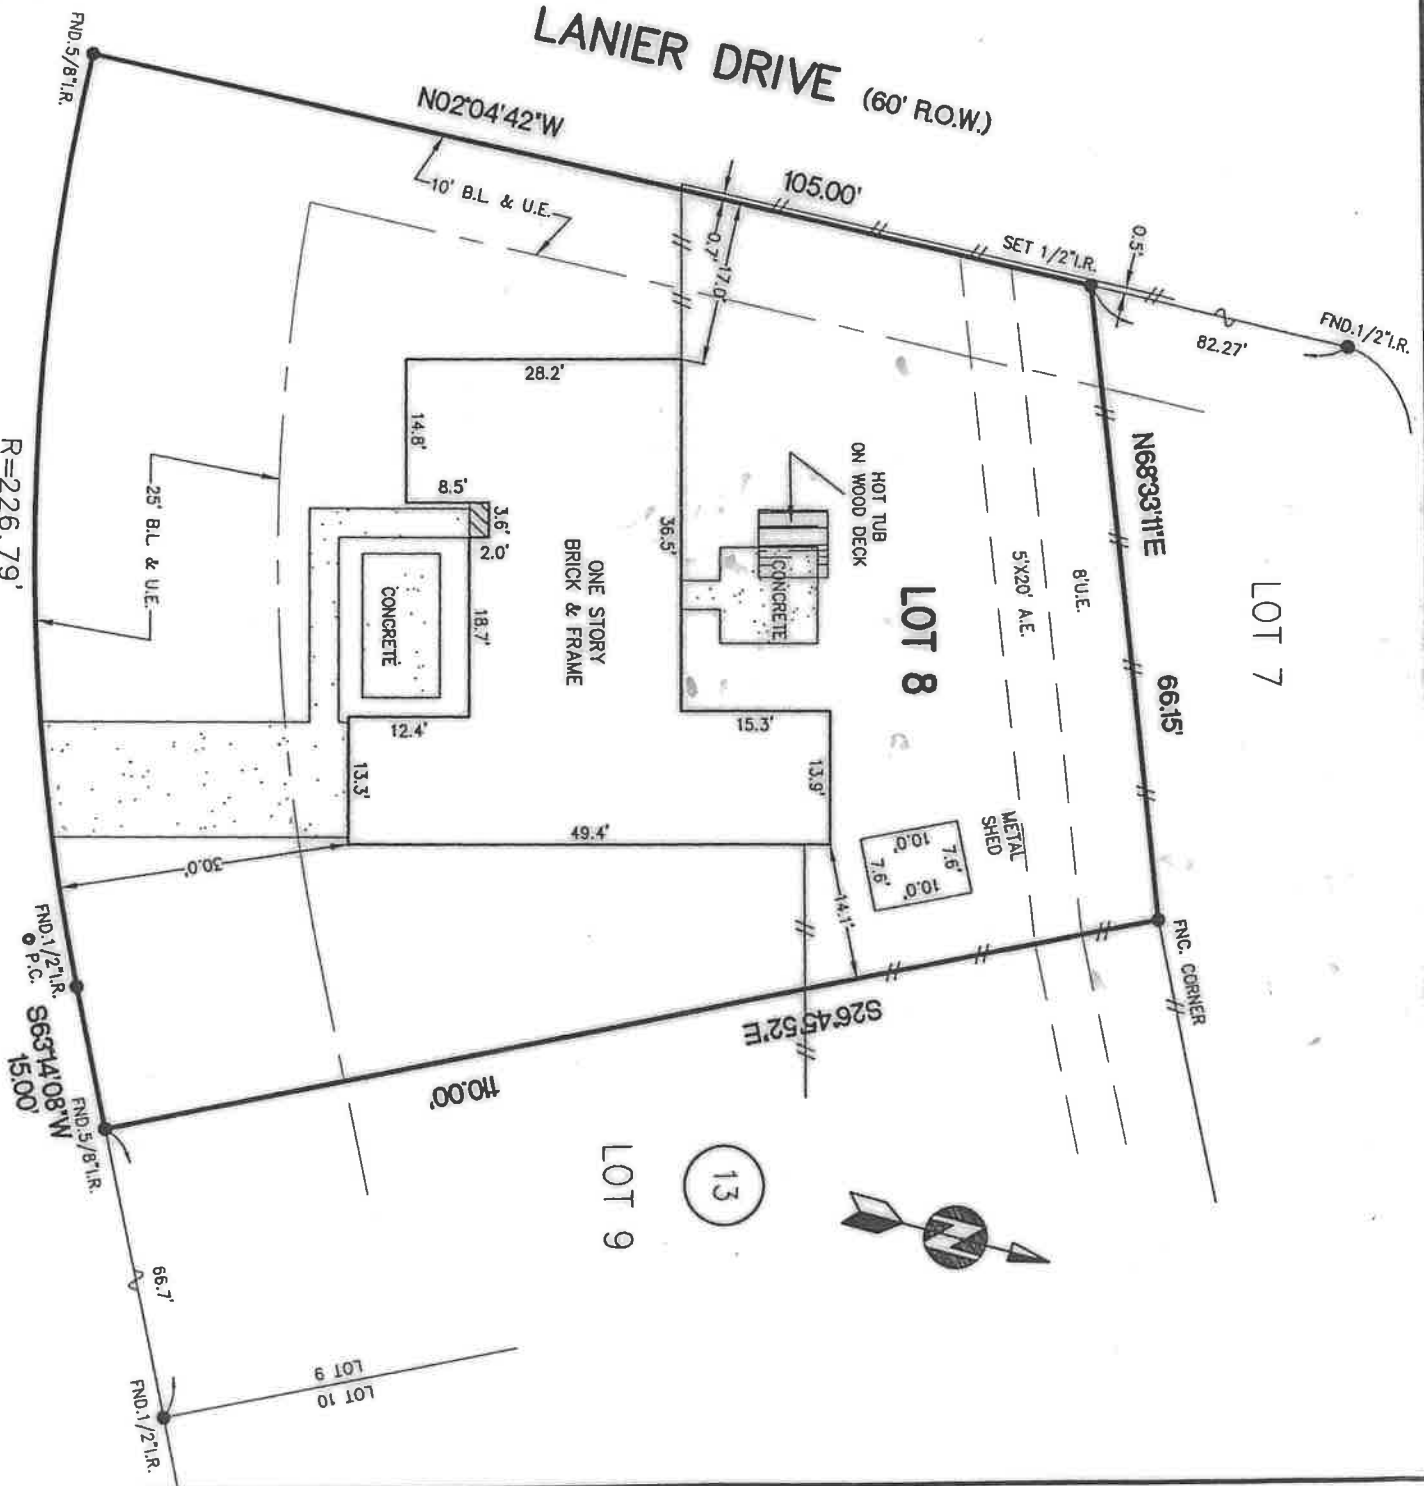 LANIER DRIVE (60' R.O.W.)
FND.5/8"I.R.
N02°04'42"W
105.00'
10' B.L. & U.E.
0.7'
17.0'
SET 1/2"I.R.
0.5'
82.27'
FND.1/2"I.R.
N68°33'11"E
66.15'
LOT 7
8'U.E.
5'X20' A.E.
LOT 8
HOT TUB
ON WOOD DECK
CONCRETE
28.2'
14.8'
8.5'
3.6'
2.0'
36.5'
ONE STORY
BRICK & FRAME
18.7'
CONCRETE
12.4'
13.3'
49.4'
15.3'
13.9'
14.1'
METAL
SHED
10.0'
7.6'
10.0'
7.6'
FNC. CORNER
25' B.L. & U.E.
R=226.79'
30.0'
FND.1/2"I.R.
P.C.
S63°14'08"W
15.00'
FND.5/8"I.R.
S26°45'52"E
110.00'
LOT 9
13
N
66.7'
LOT 9
LOT 10
FND.1/2"I.R.